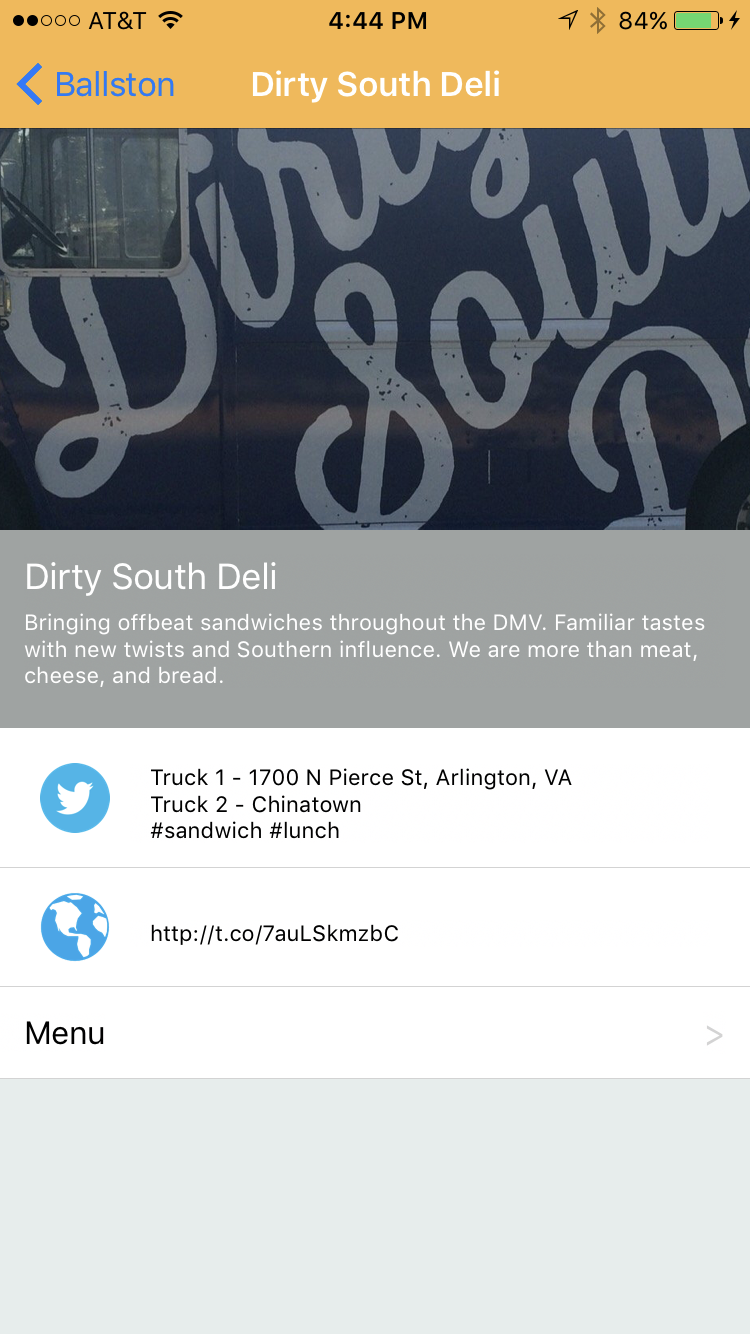 AT&T 4:44 PM 84%
Ballston Dirty South Deli
Dirty
South
D
Dirty South Deli
Bringing offbeat sandwiches throughout the DMV. Familiar tastes
with new twists and Southern influence. We are more than meat,
cheese, and bread.
Truck 1 - 1700 N Pierce St, Arlington, VA
Truck 2 - Chinatown
#sandwich #lunch
http://t.co/7auLSkmzbC
Menu >